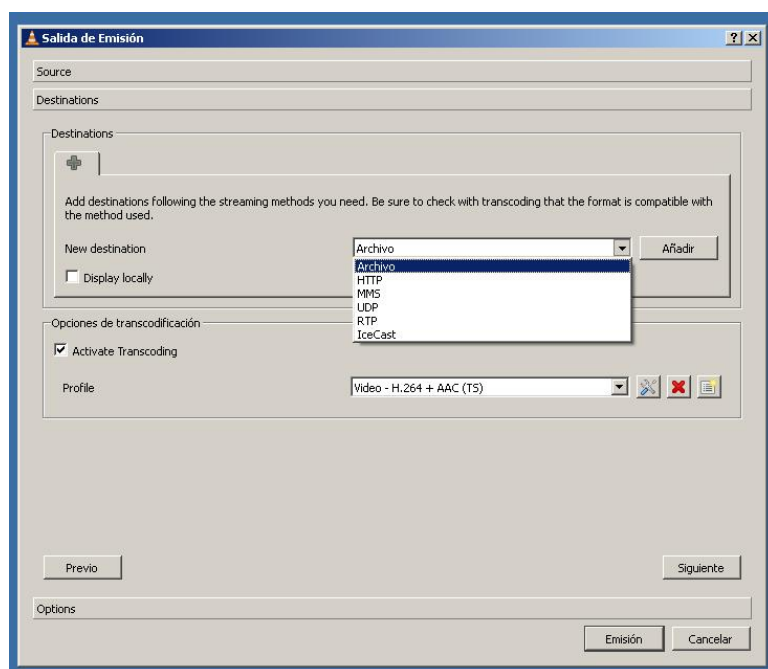 Salida de Emisión
Source
Destinations
Destinations
Add destinations following the streaming methods you need. Be sure to check with transcoding that the format is compatible with
the method used.
New destination
Archivo
Añadir
Archivo
HTTP
MMS
UDP
RTP
IceCast
Display locally
Opciones de transcodificación
Activate Transcoding
Profile
Video - H.264 + AAC (TS)
Previo
Siguiente
Options
Emisión
Cancelar